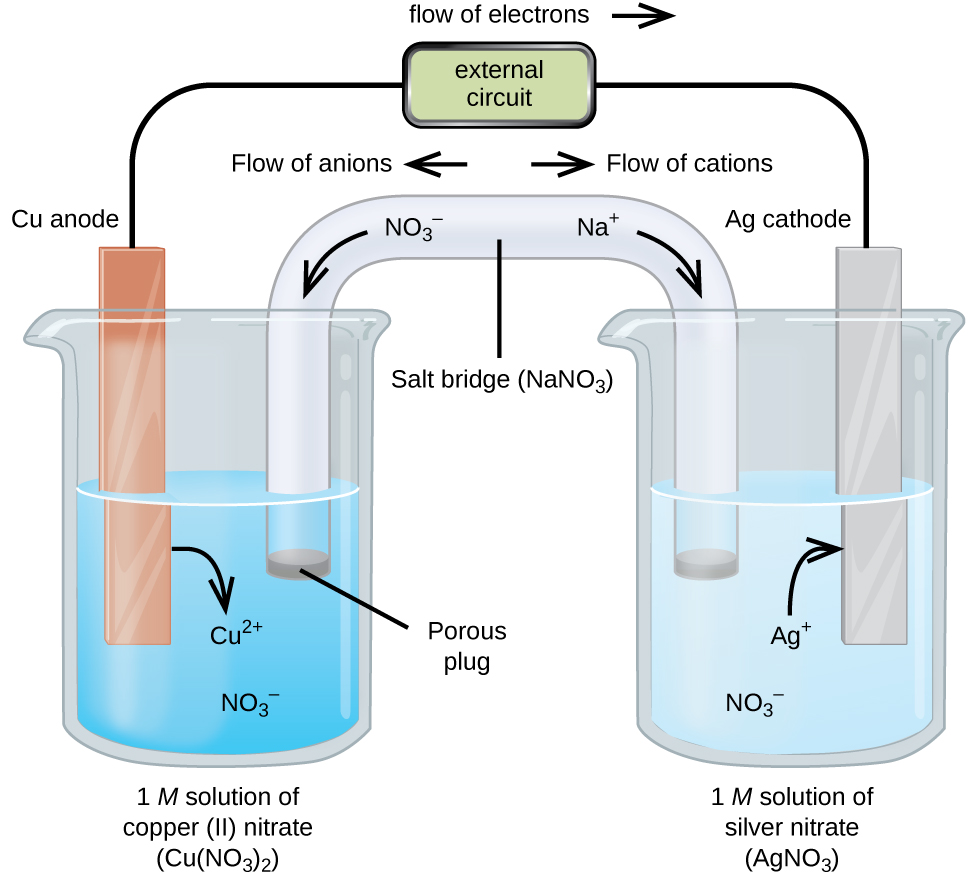 flow of electrons
external
circuit
Flow of anions
Flow of cations
Cu anode
NO₃⁻
Na⁺
Ag cathode
Salt bridge (NaNO₃)
Cu²⁺
Porous
plug
Ag⁺
NO₃⁻
NO₃⁻
1 M solution of
copper (II) nitrate
(Cu(NO₃)₂)
1 M solution of
silver nitrate
(AgNO₃)